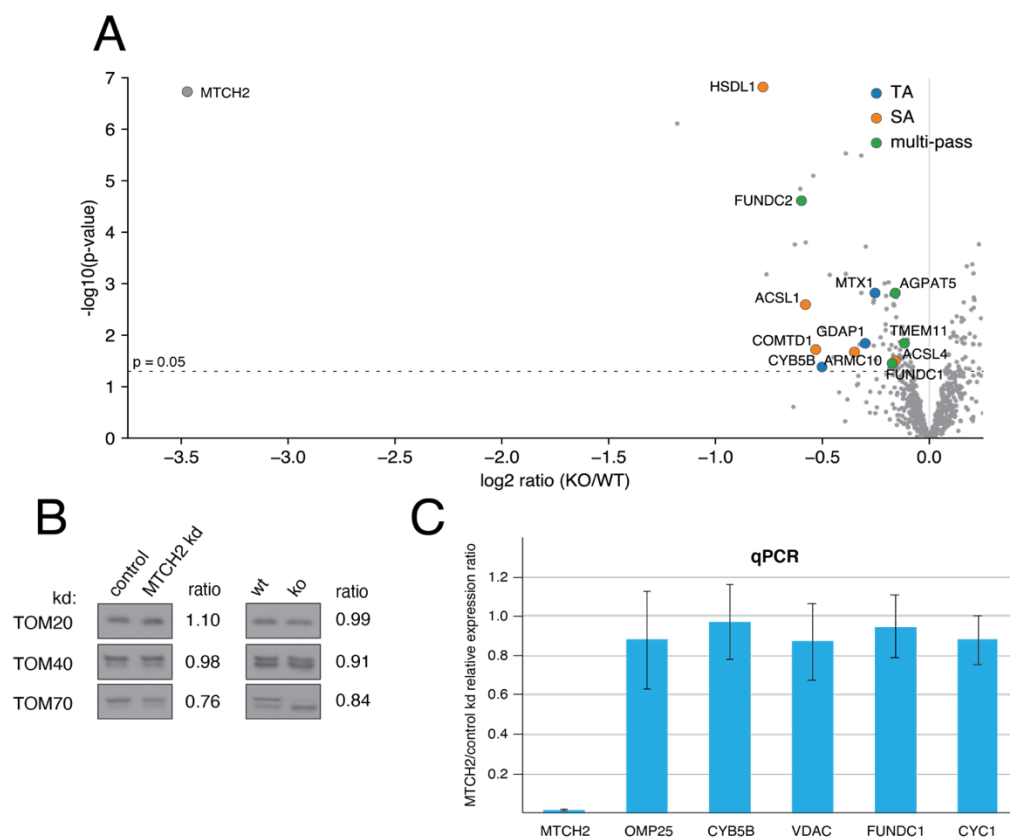 A
7
6
5
4
3
2
1
0
-log10(p-value)
MTCH2
HSDL1
TA
SA
multi-pass
FUNDC2
MTX1
AGPAT5
ACSL1
GDAP1
TMEM11
COMTD1
ACSL4
CYB5B
ARMC10
FUNDC1
p = 0.05
−3.5 −3.0 −2.5 −2.0 −1.5 −1.0 −0.5 0.0
log2 ratio (KO/WT)
B
kd:
control
MTCH2 kd
ratio
wt
ko
ratio
TOM20 1.10 0.99
TOM40 0.98 0.91
TOM70 0.76 0.84
C
qPCR
MTCH2/control kd relative expression ratio
1.2
1.0
0.8
0.6
0.4
0.2
MTCH2 OMP25 CYB5B VDAC FUNDC1 CYC1